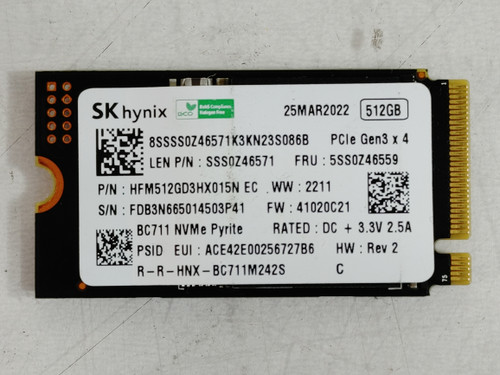 SK hynix
eco
RoHS Compliant
Halogen Free
25MAR2022 512GB
8SSSS0Z46571K3KN23S086B PCIe Gen3 x 4
LEN P/N : SSS0Z46571 FRU : 5SS0Z46559
P/N : HFM512GD3HX015N EC WW : 2211
S/N : FDB3N665014503P41 FW : 41020C21
BC711 NVMe Pyrite RATED : DC + 3.3V 2.5A
PSID EUI : ACE42E00256727B6 HW : Rev 2
R-R-HNX-BC711M242S C
75